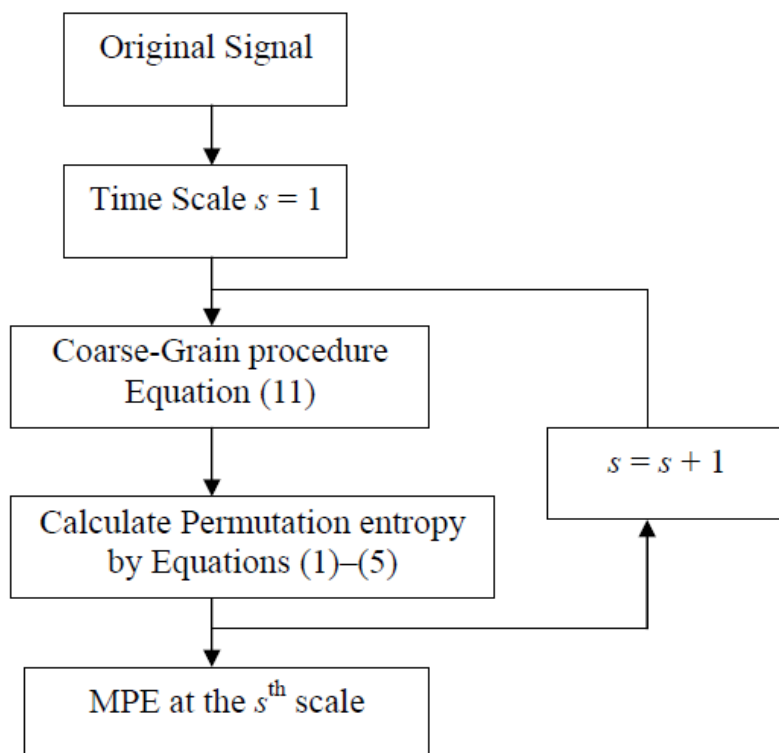 Original Signal
Time Scale s = 1
Coarse-Grain procedure
Equation (11)
s = s + 1
Calculate Permutation entropy
by Equations (1)–(5)
MPE at the sth scale